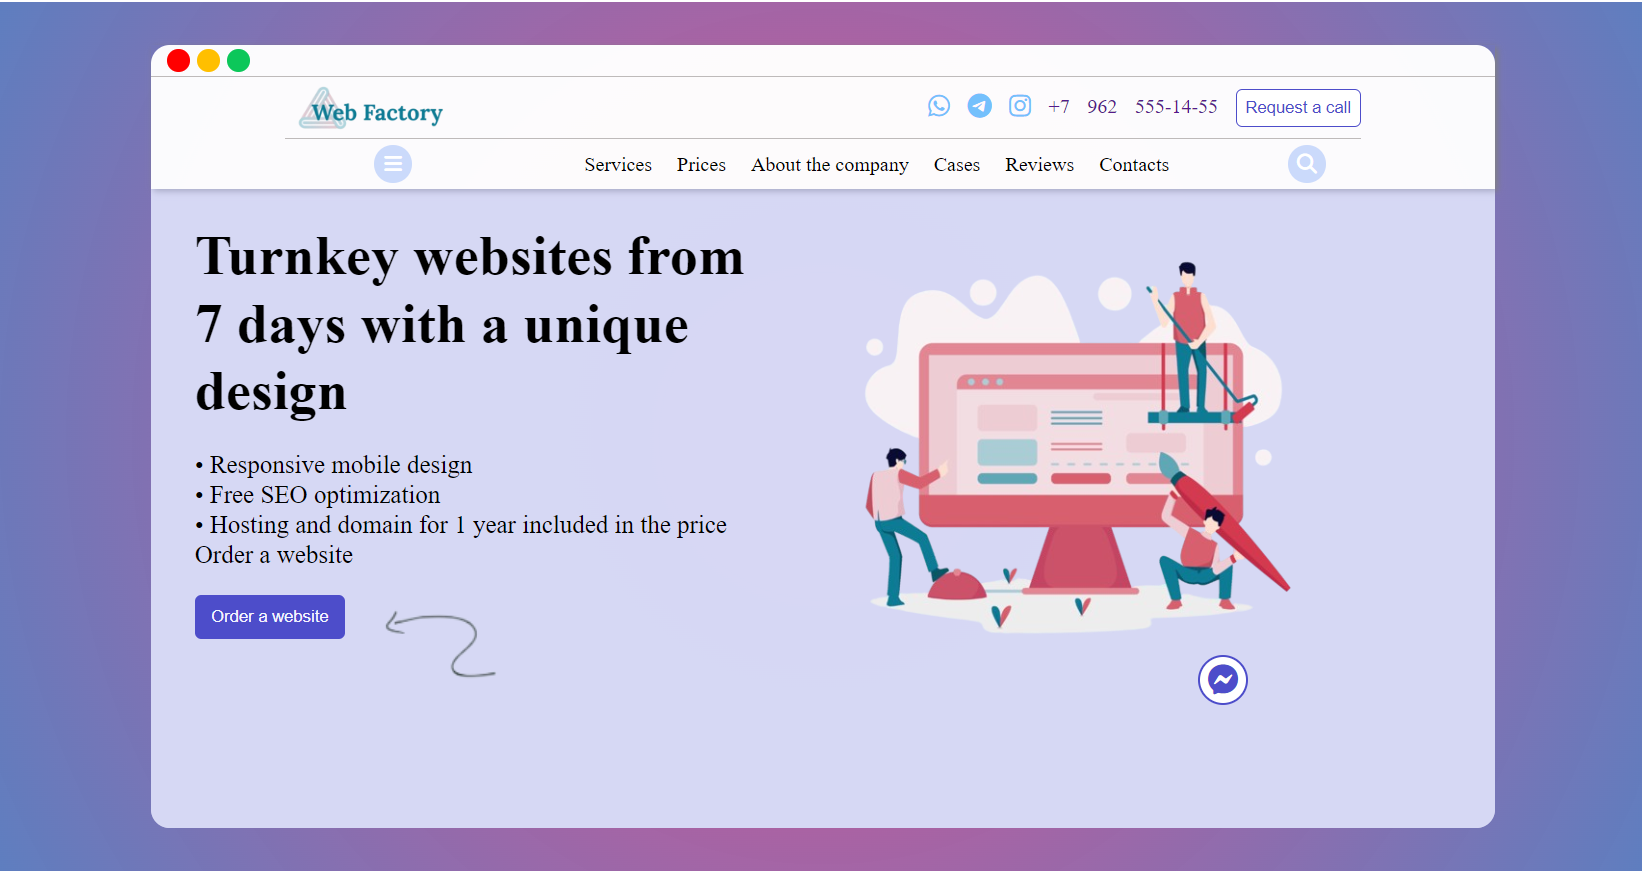 Web Factory
+7 962 555-14-55
Request a call
Services Prices About the company Cases Reviews Contacts
Turnkey websites from
7 days with a unique
design
• Responsive mobile design
• Free SEO optimization
• Hosting and domain for 1 year included in the price
Order a website
Order a website